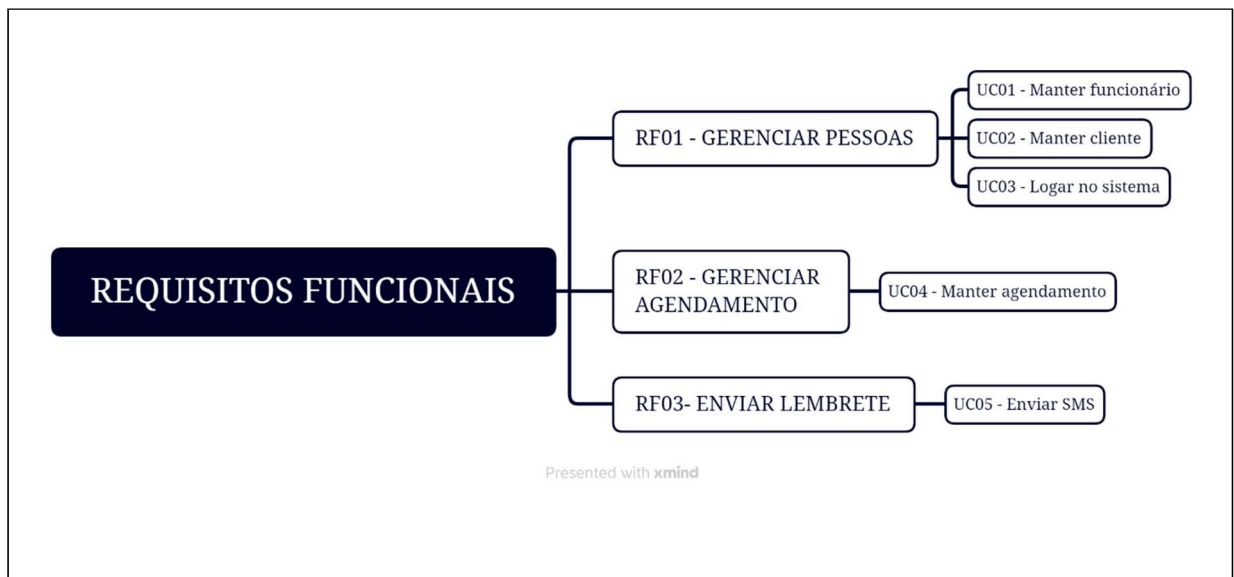 REQUISITOS FUNCIONAIS
RF01 - GERENCIAR PESSOAS
UC01 - Manter funcionário
UC02 - Manter cliente
UC03 - Logar no sistema
RF02 - GERENCIAR
AGENDAMENTO
UC04 - Manter agendamento
RF03- ENVIAR LEMBRETE
UC05 - Enviar SMS
Presented with xmind